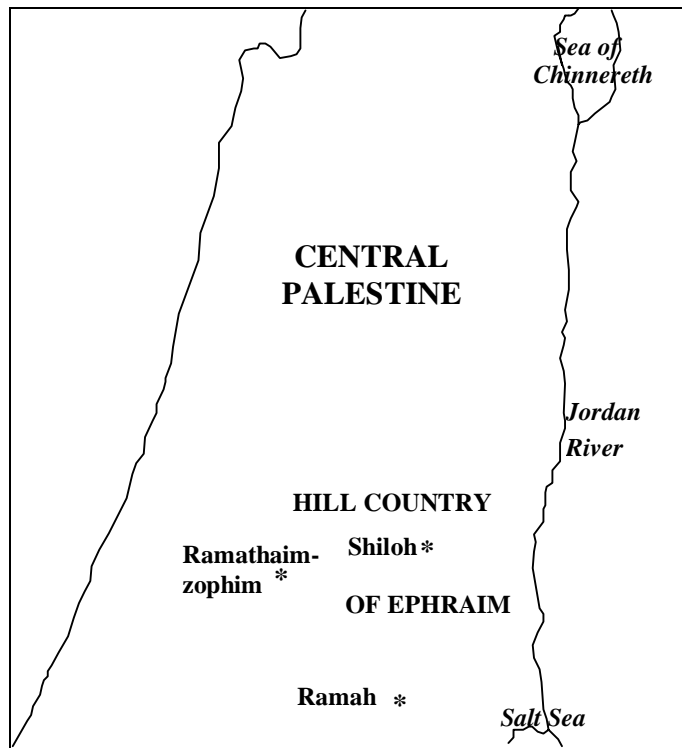 Sea of
Chinnereth
CENTRAL
PALESTINE
Jordan
River
HILL COUNTRY
Shiloh*
Ramathaim-
zophim *
OF EPHRAIM
Ramah *
Salt Sea